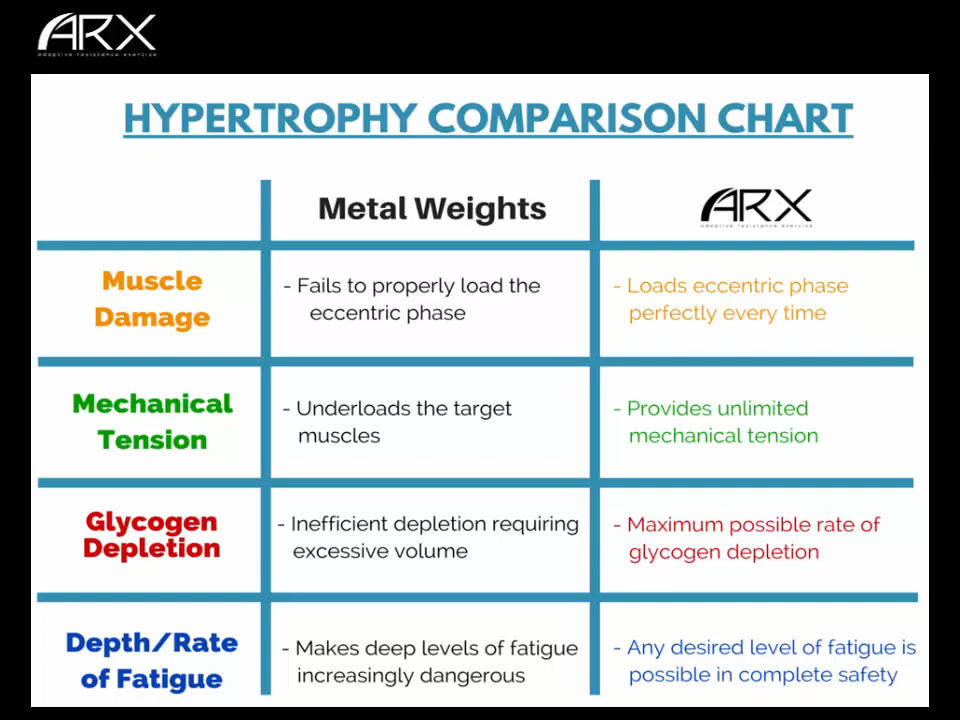 ARX
adaptive resistance exercise
HYPERTROPHY COMPARISON CHART
Metal Weights
ARX
adaptive resistance exercise
Muscle
Damage
- Fails to properly load the
eccentric phase
- Loads eccentric phase
perfectly every time
Mechanical
Tension
- Underloads the target
muscles
- Provides unlimited
mechanical tension
Glycogen
Depletion
- Inefficient depletion requiring
excessive volume
- Maximum possible rate of
glycogen depletion
Depth/Rate
of Fatigue
- Makes deep levels of fatigue
increasingly dangerous
- Any desired level of fatigue is
possible in complete safety